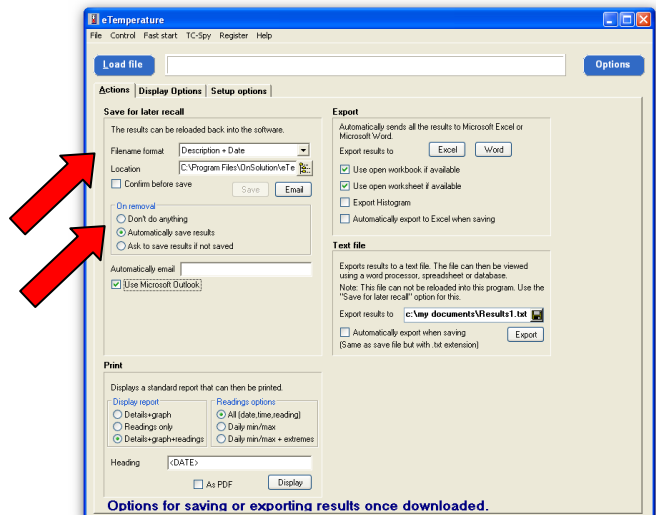 eTemperature
File Control Fast start TC-Spy Register Help
Load file
Options
Actions Display Options Setup options
Save for later recall
The results can be reloaded back into the software.
Filename format Description + Date
Location C:\Program Files\OnSolution\eTe
Confirm before save
Save Email
On removal
Don't do anything
Automatically save results
Ask to save results if not saved
Automatically email
Use Microsoft Outlook
Export
Automatically sends all the results to Microsoft Excel or
Microsoft Word.
Export results to Excel Word
Use open workbook if available
Use open worksheet if available
Export Histogram
Automatically export to Excel when saving
Text file
Exports results to a text file. The file can then be viewed
using a word processor, spreadsheet or database.
Note: This file can not be reloaded into this program. Use the
"Save for later recall" option for this.
Export results to c:\my documents\Results1.txt
Automatically export when saving
(Same as save file but with .txt extension)
Export
Print
Displays a standard report that can then be printed.
Display report
Details+graph
Readings only
Details+graph+readings
Readings options
All (date,time,reading)
Daily min/max
Daily min/max + extremes
Heading <DATE>
As PDF Display
Options for saving or exporting results once downloaded.